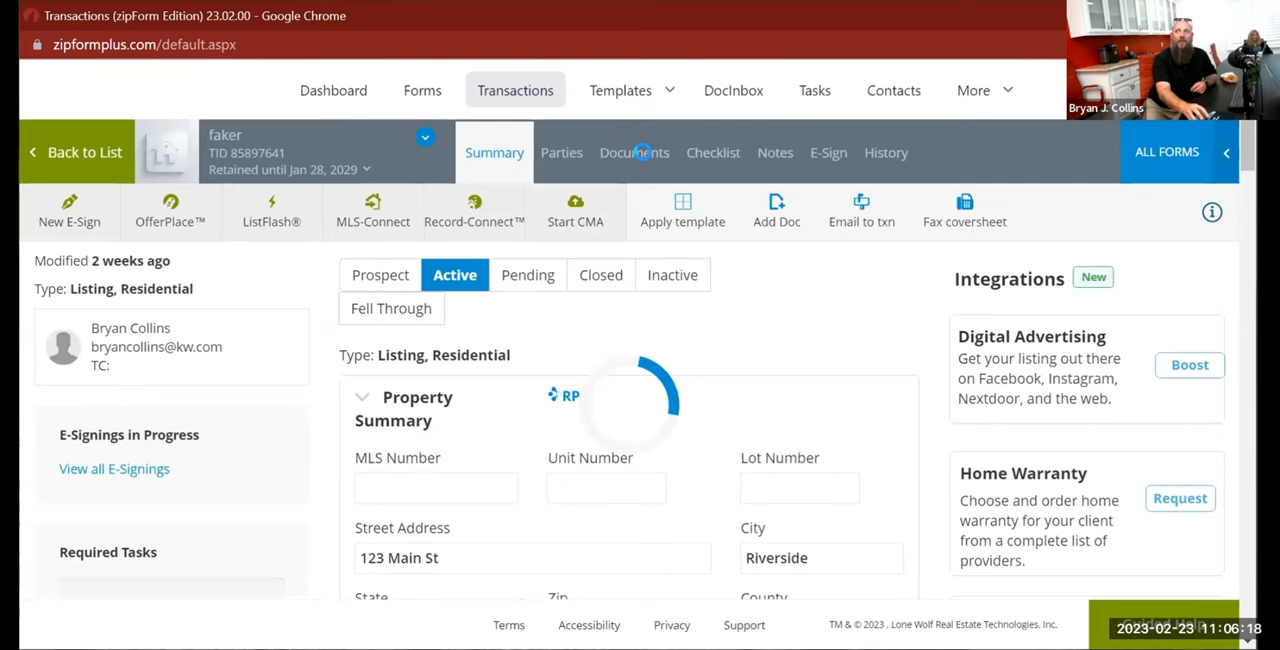 Transactions (zipForm Edition) 23.02.00 - Google Chrome
zipformplus.com/default.aspx
Bryan J. Collins
Dashboard Forms Transactions Templates DocInbox Tasks Contacts More
Back to List
faker
TID 85897641
Retained until Jan 28, 2029
Summary Parties Documents Checklist Notes E-Sign History
ALL FORMS
New E-Sign OfferPlace™ ListFlash® MLS-Connect Record-Connect™ Start CMA Apply template Add Doc Email to txn Fax coversheet
Modified 2 weeks ago
Type: Listing, Residential
Bryan Collins
bryancollins@kw.com
TC:
E-Signings in Progress
View all E-Signings
Required Tasks
Prospect Active Pending Closed Inactive
Fell Through
Type: Listing, Residential
Property
Summary
RP
MLS Number Unit Number Lot Number
Street Address City
123 Main St Riverside
State Zip County
Integrations New
Digital Advertising
Get your listing out there
on Facebook, Instagram,
Nextdoor, and the web.
Boost
Home Warranty
Choose and order home
warranty for your client
from a complete list of
providers.
Request
Terms Accessibility Privacy Support TM & © 2023 . Lone Wolf Real Estate Technologies, Inc.
2023-02-23 11:06:18